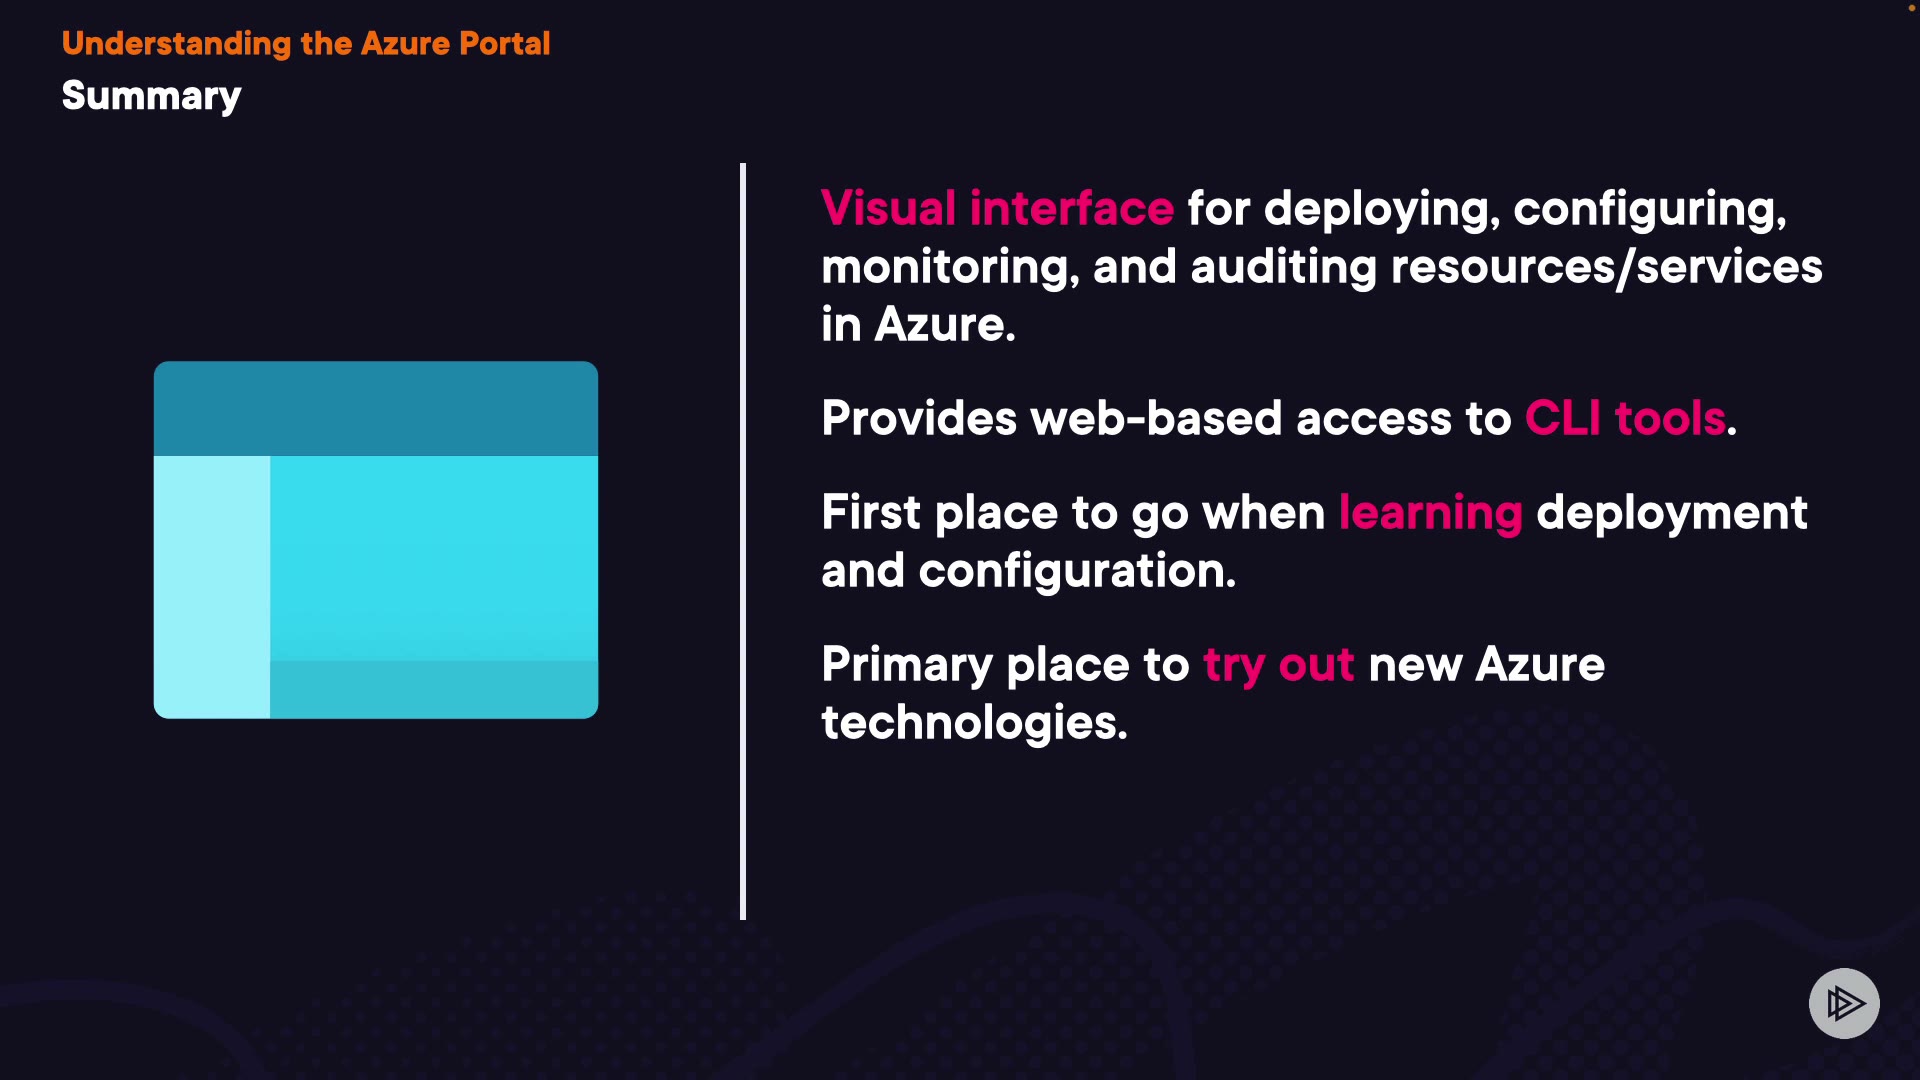 Understanding the Azure Portal
Summary
Visual interface for deploying, configuring,
monitoring, and auditing resources/services
in Azure.
Provides web-based access to CLI tools.
First place to go when learning deployment
and configuration.
Primary place to try out new Azure
technologies.